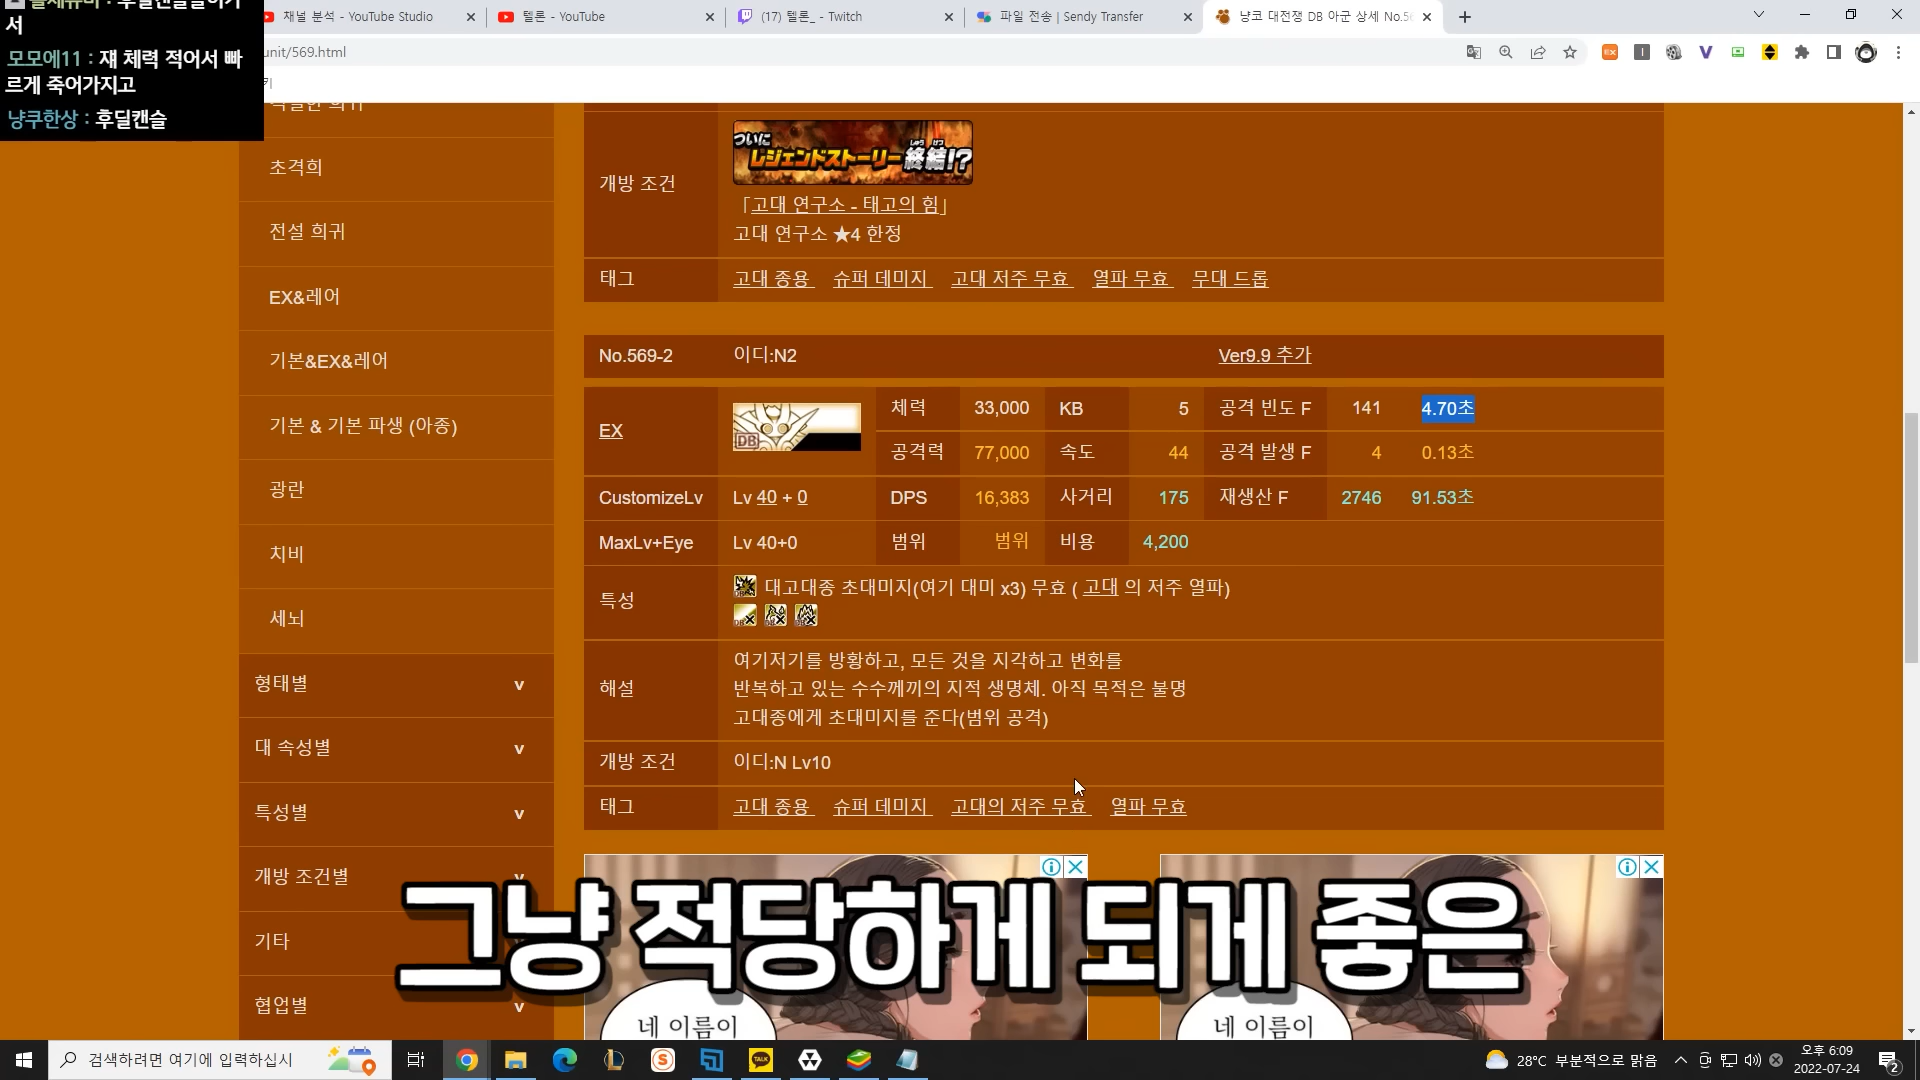 서
모모에11 : 쟤 체력 적어서 빠
르게 죽어가지고
냥쿠한상 : 후딜캔슬
채널 분석 - YouTube Studio
텔론 - YouTube
(17) 텔론_ - Twitch
파일 전송 | Sendy Transfer
냥코 대전쟁 DB 아군 상세 No.56
unit/569.html
초격희
전설 희귀
EX&레어
기본&EX&레어
기본 & 기본 파생 (아종)
광란
치비
세뇌
형태별 v
대 속성별 v
특성별 v
개방 조건별 v
기타
협업별 v
개방 조건
ついに
レジェンドストーリー終結!?
「고대 연구소 - 태고의 힘」
고대 연구소 ★4 한정
태그 고대 종용 슈퍼 데미지 고대 저주 무효 열파 무효 무대 드롭
No.569-2 이디:N2 Ver9.9 추가
EX 체력 33,000 KB 5 공격 빈도 F 141 4.70초
공격력 77,000 속도 44 공격 발생 F 4 0.13초
CustomizeLv Lv 40 + 0 DPS 16,383 사거리 175 재생산 F 2746 91.53초
MaxLv+Eye Lv 40+0 범위 범위 비용 4,200
특성 대고대종 초대미지(여기 대미 x3) 무효 ( 고대 의 저주 열파)
해설
여기저기를 방황하고, 모든 것을 지각하고 변화를
반복하고 있는 수수께끼의 지적 생명체. 아직 목적은 불명
고대종에게 초대미지를 준다(범위 공격)
개방 조건 이디:N Lv10
태그 고대 종용 슈퍼 데미지 고대의 저주 무효 열파 무효
그냥 적당하게 되게 좋은
네 이름이
네 이름이
검색하려면 여기에 입력하십시
28°C 부분적으로 맑음
오후 6:09
2022-07-24
2